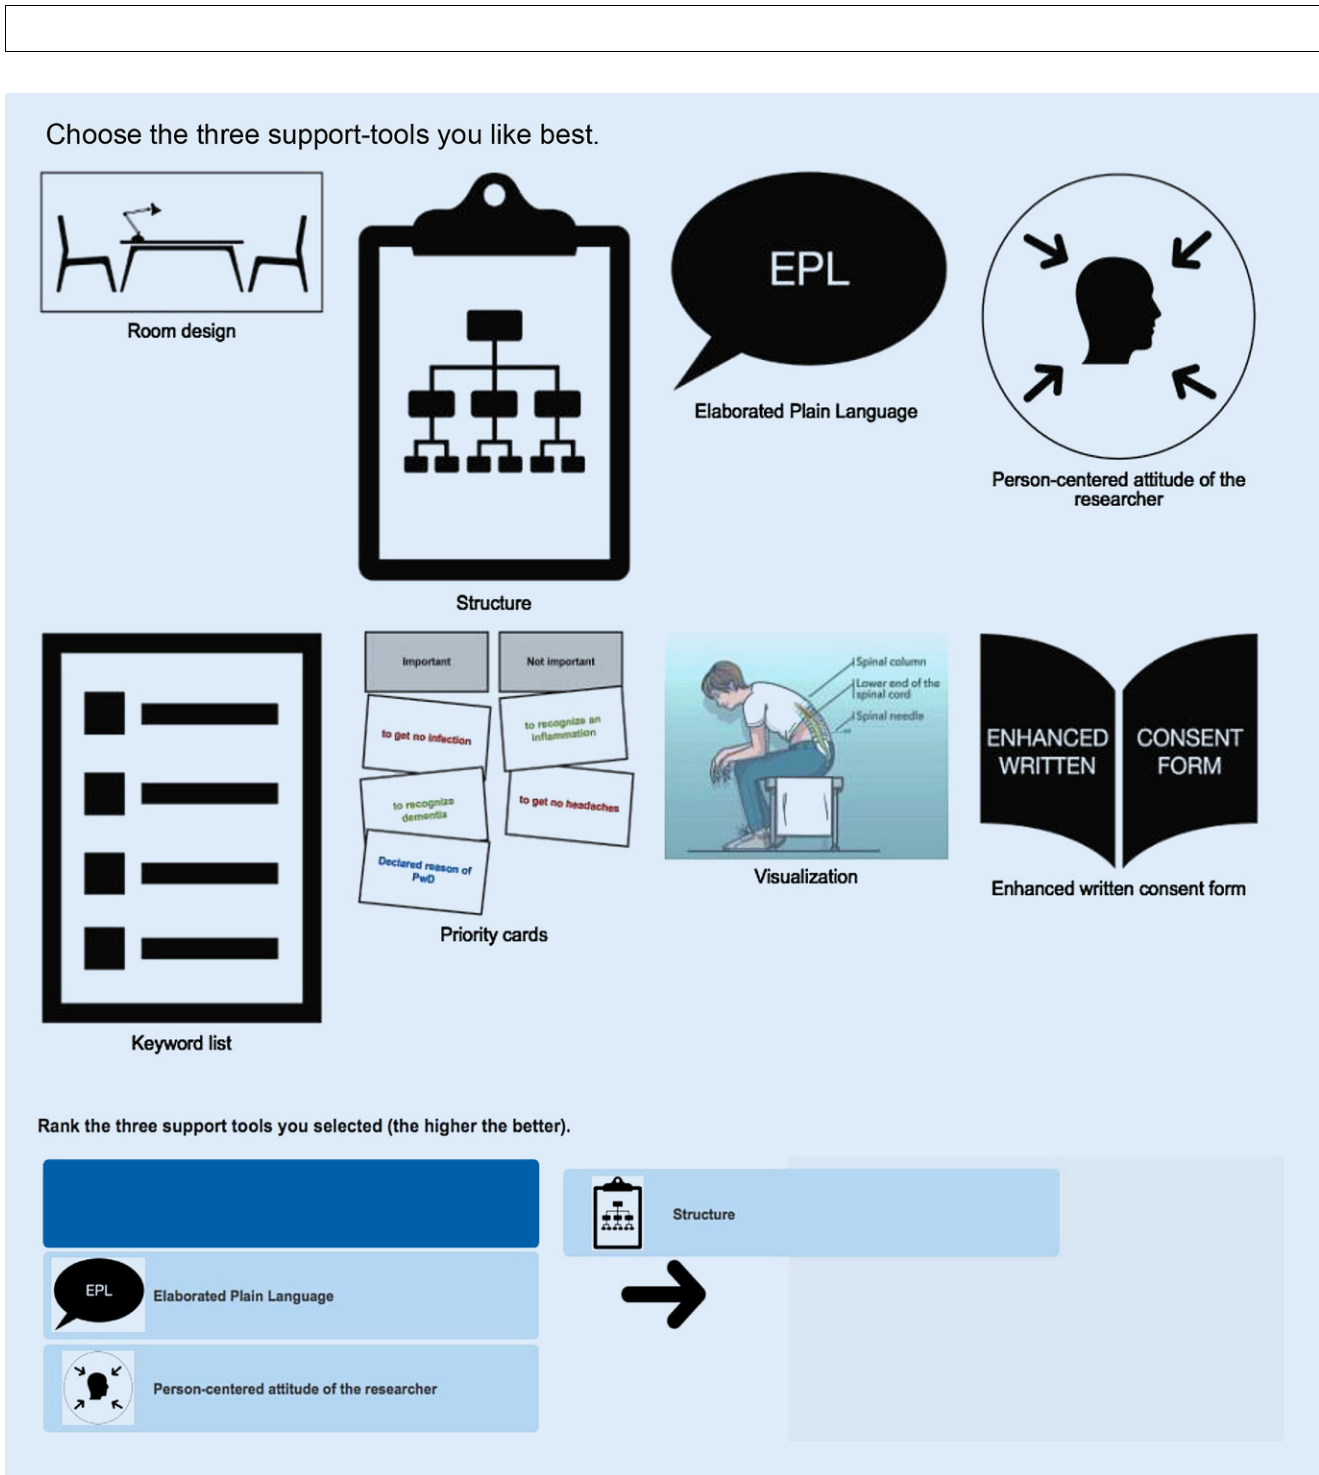 Choose the three support-tools you like best.
Room design
Structure
EPL
Elaborated Plain Language
Person-centered attitude of the
researcher
Keyword list
Important
Not important
to get no infection
to recognize an
inflammation
to recognize
dementia
to get no headaches
Declared reason of
PwD
Priority cards
Spinal column
Lower end of the
spinal cord
Spinal needle
Visualization
ENHANCED
WRITTEN
CONSENT
FORM
Enhanced written consent form
Rank the three support tools you selected (the higher the better).
Structure
EPL
Elaborated Plain Language
Person-centered attitude of the researcher